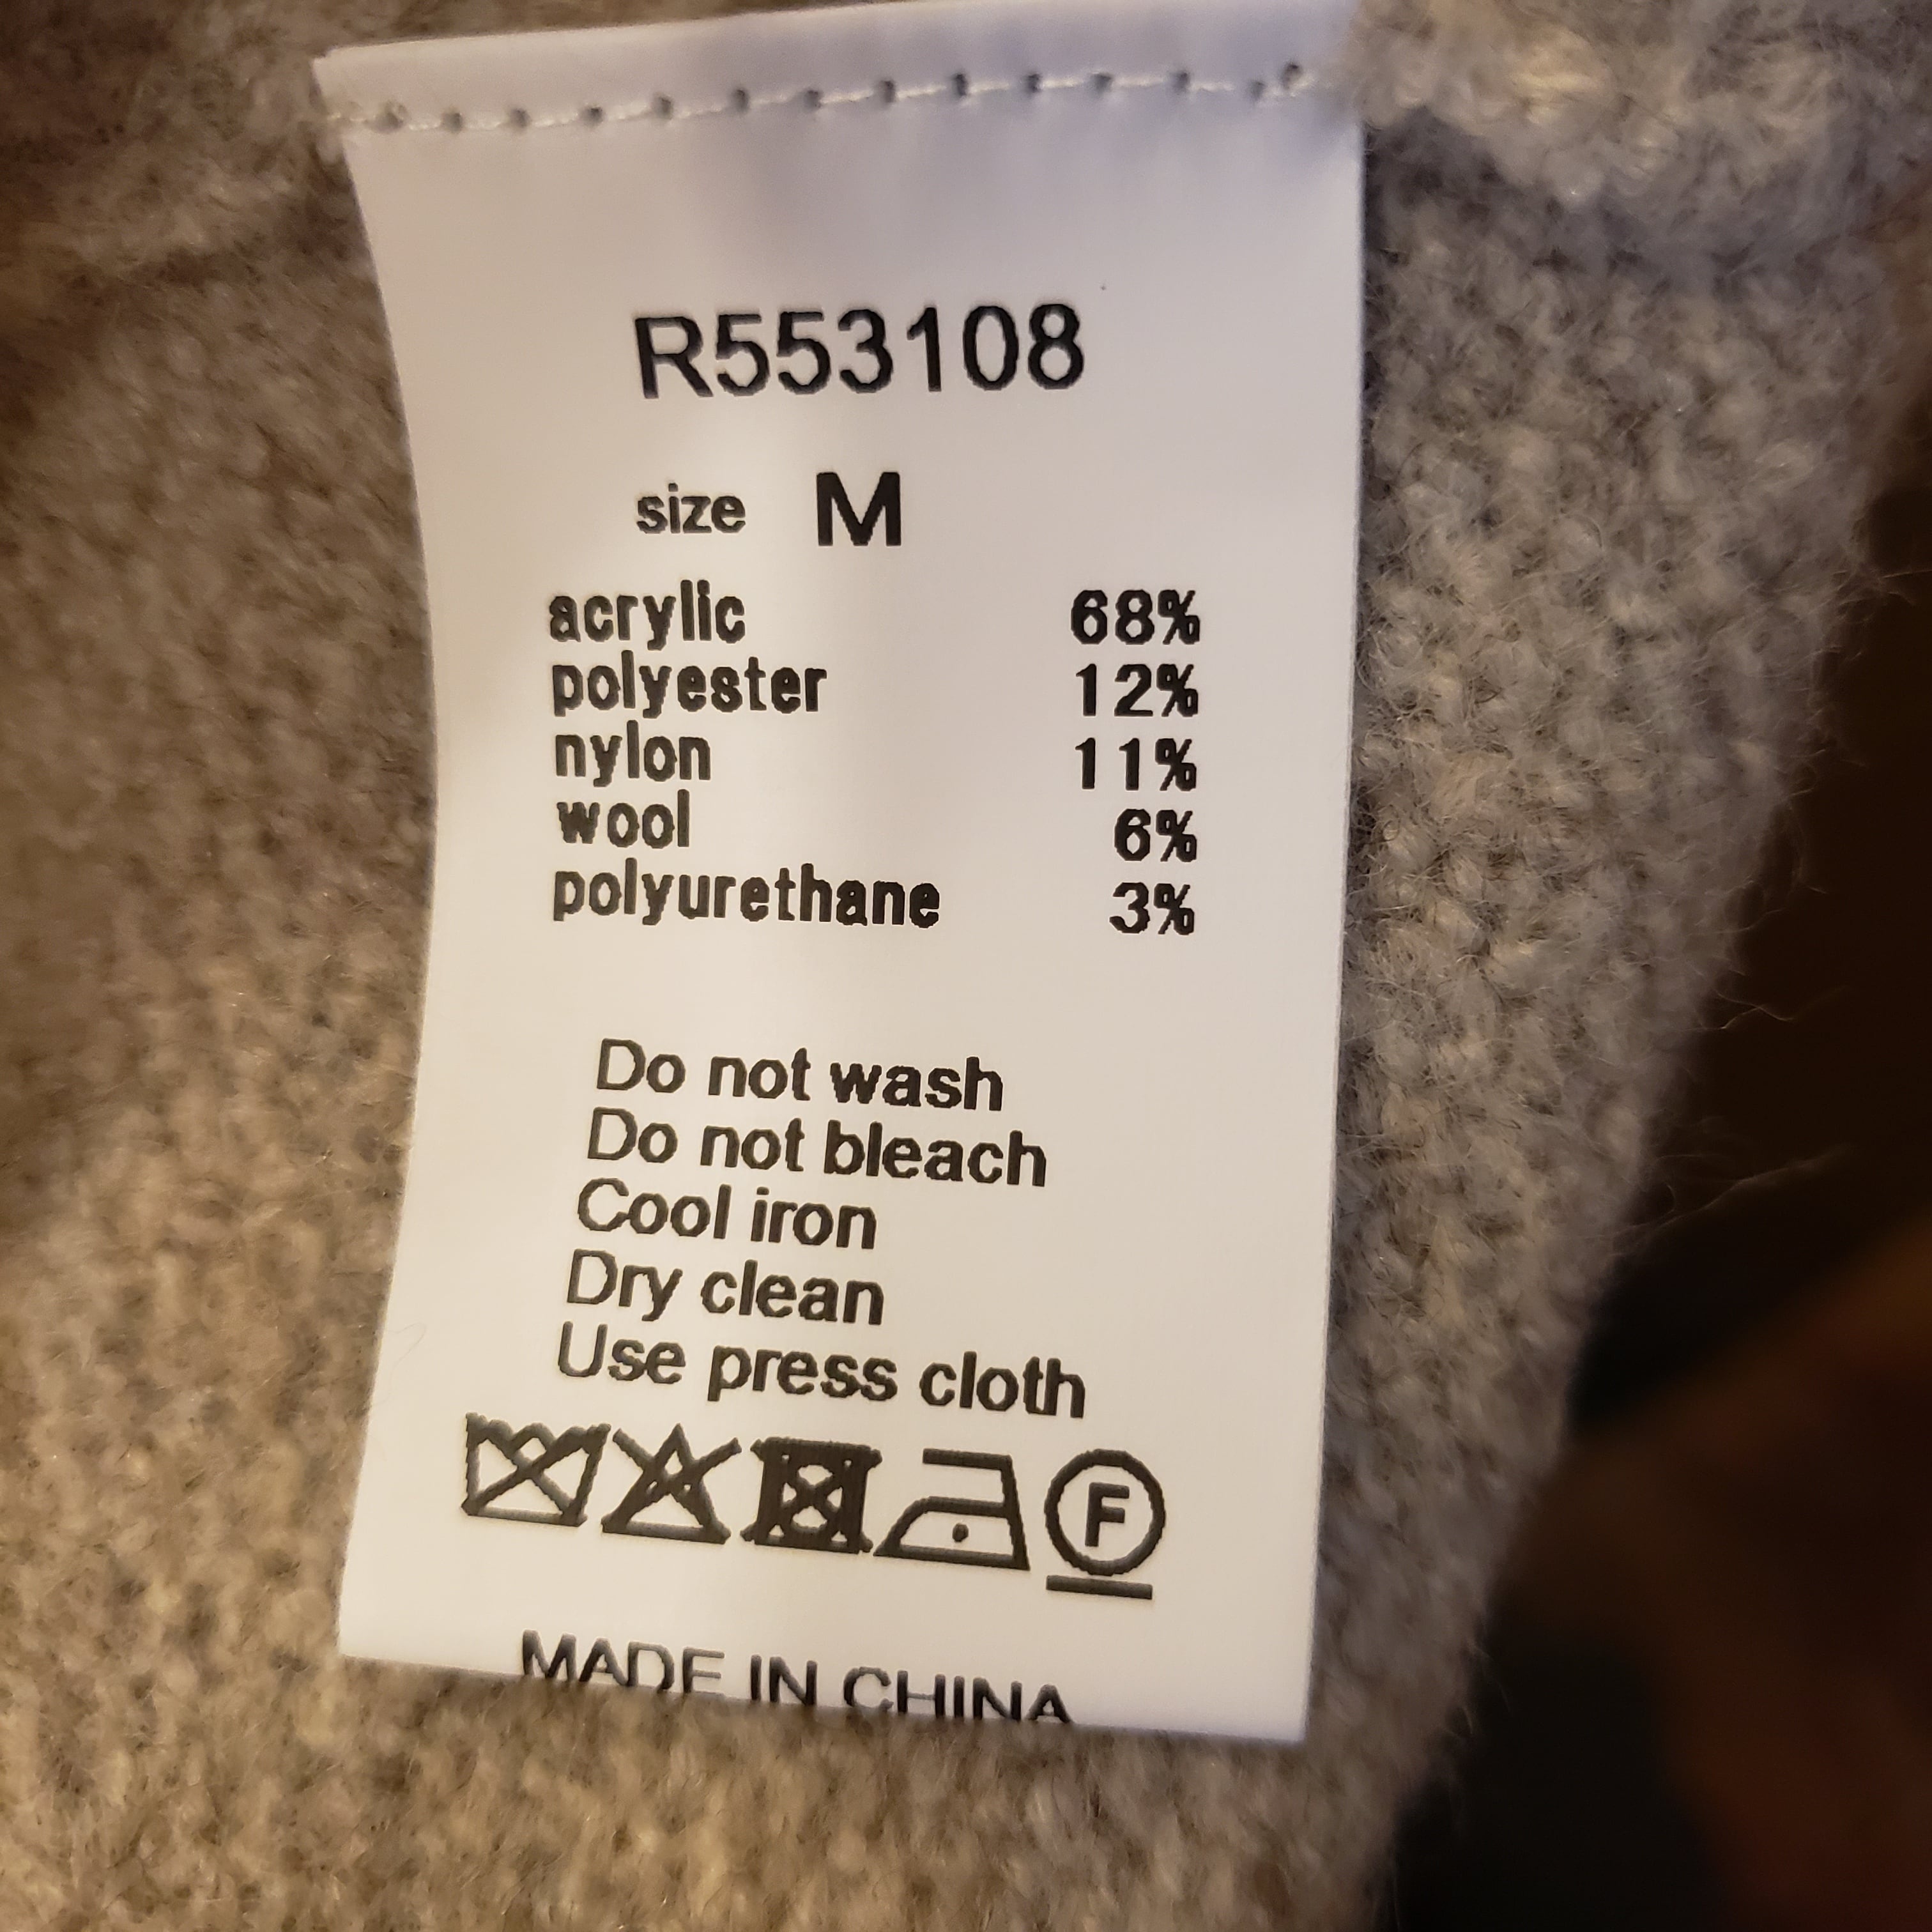 R553108
size M
acrylic 68%
polyester 12%
nylon 11%
wool 6%
polyurethane 3%
Do not wash
Do not bleach
Cool iron
Dry clean
Use press cloth
F
MADE IN CHINA